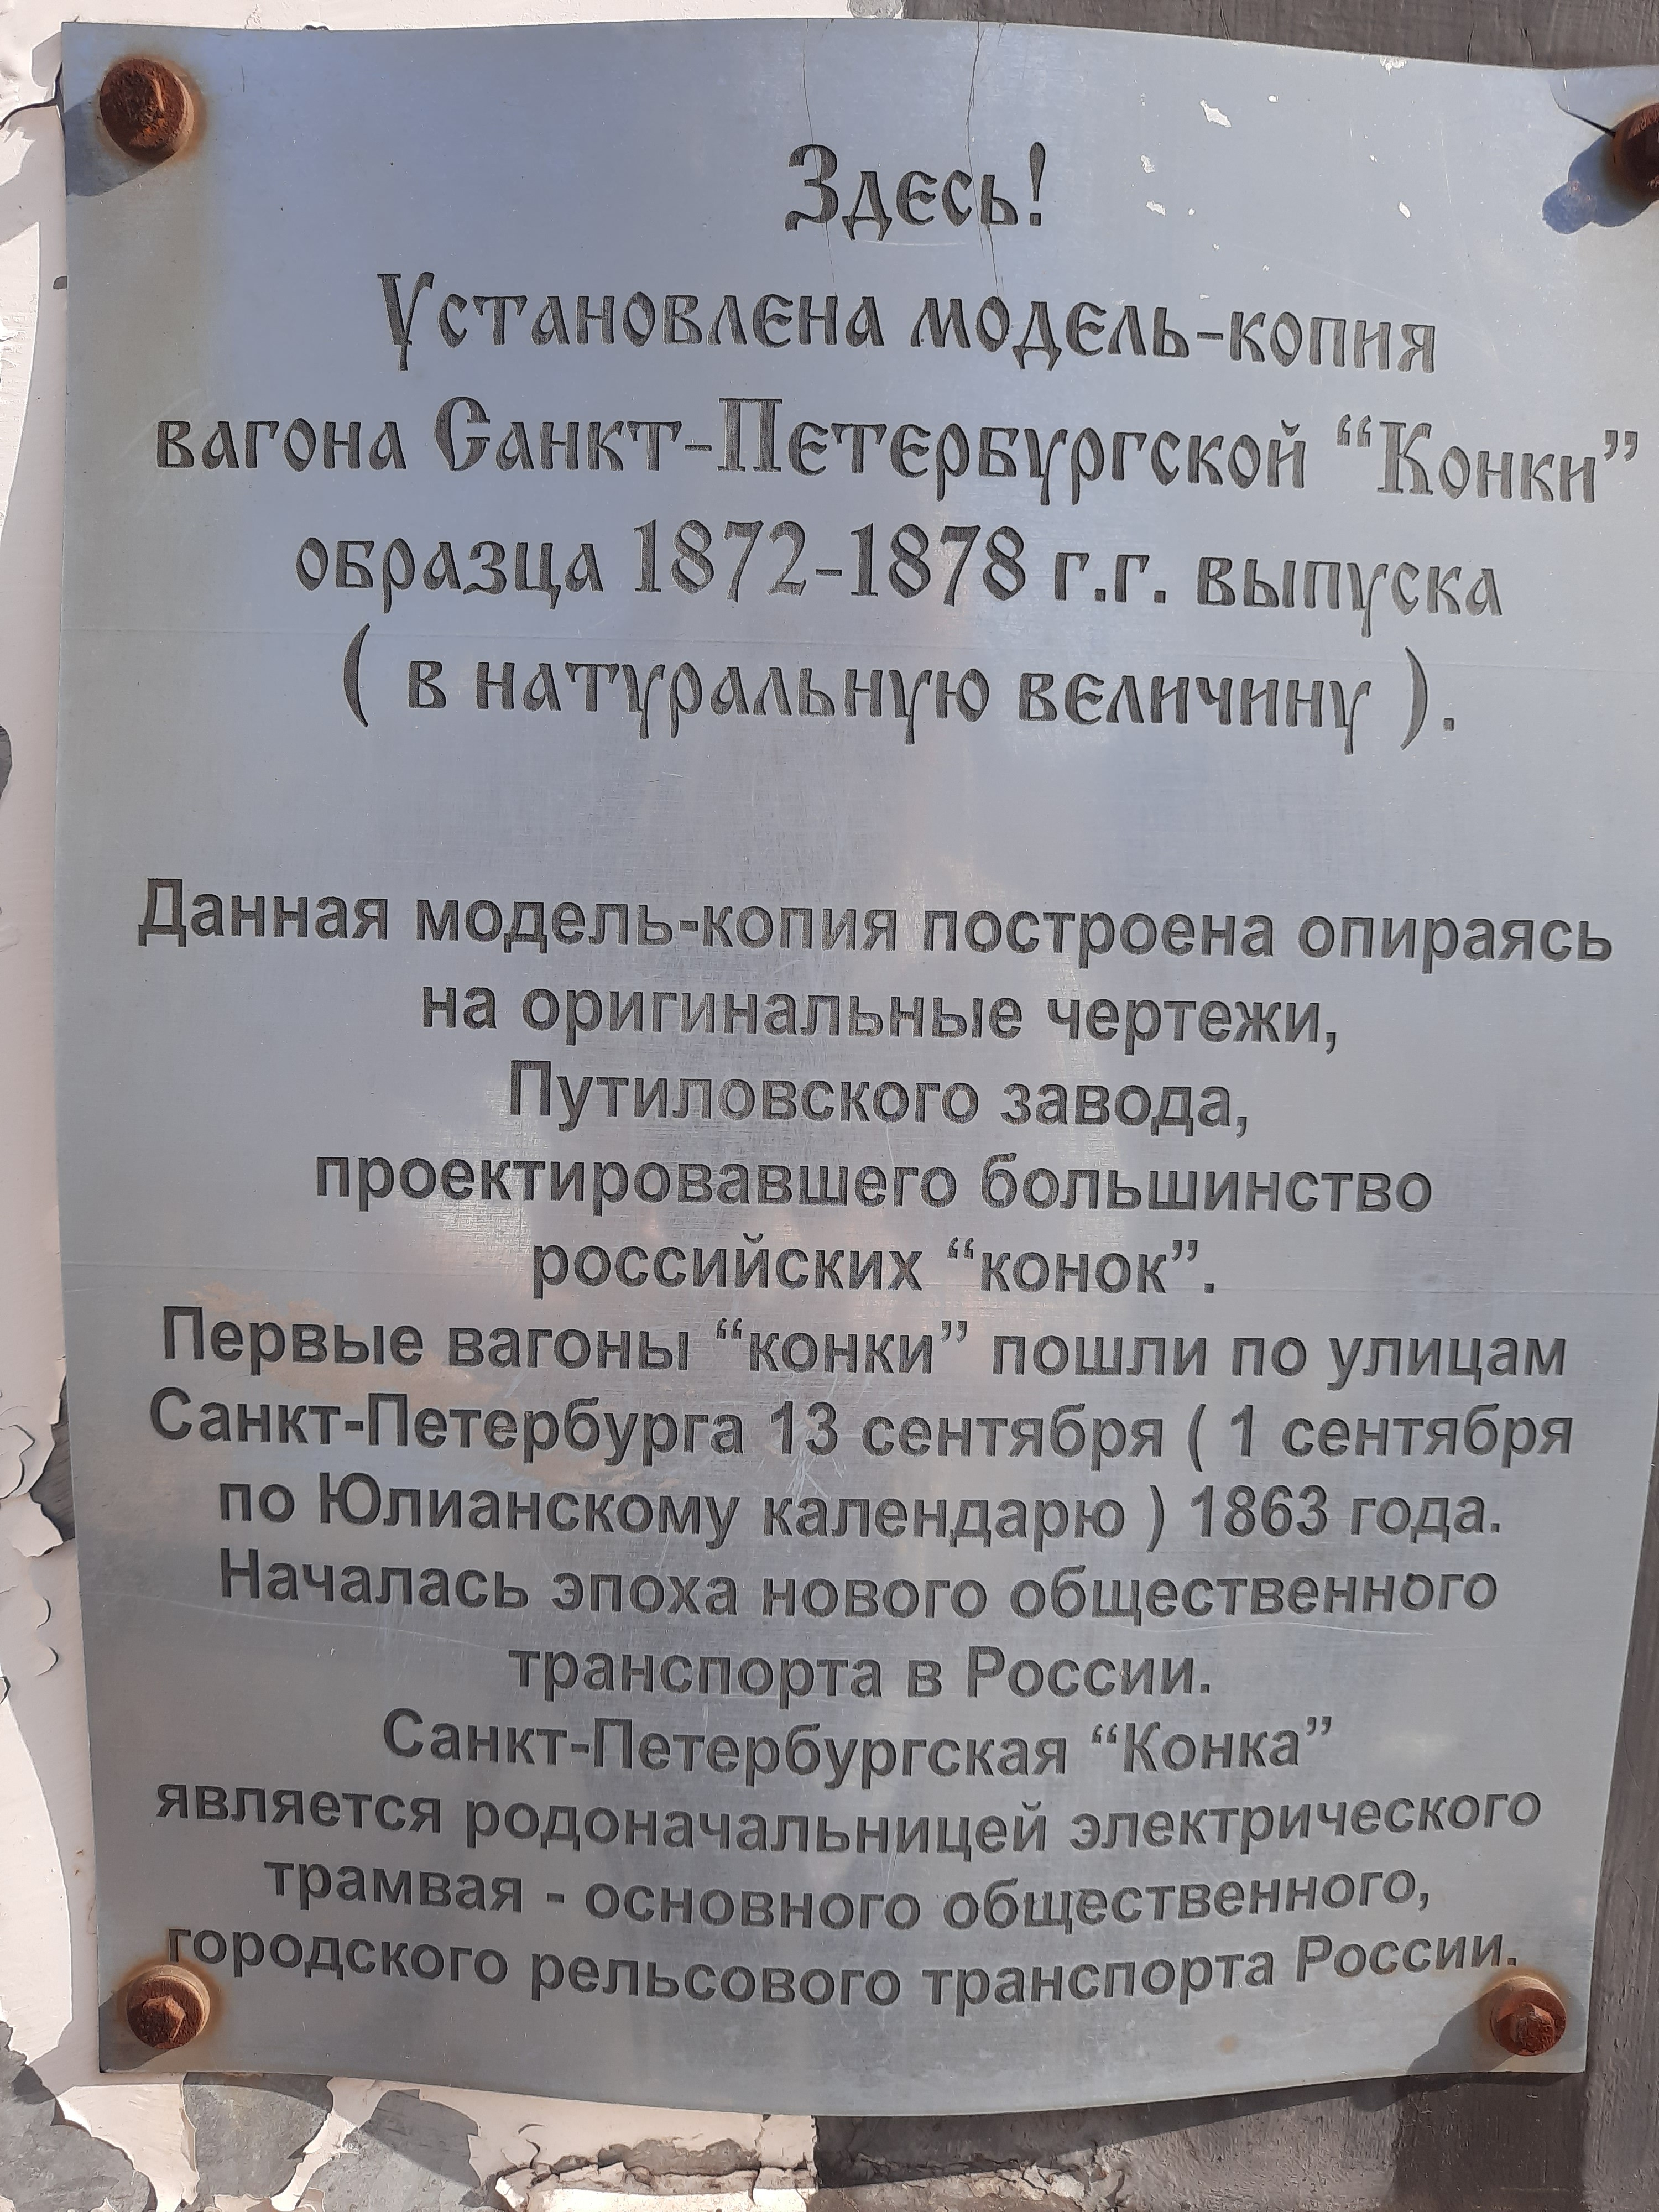 Здесь!
Установлена модель-копия
вагона Санкт-Петербургской “Конки”
образца 1872-1878 г.г. выпуска
( в натуральную величину ).
Данная модель-копия построена опираясь
на оригинальные чертежи,
Путиловского завода,
проектировавшего большинство
российских “конок”.
Первые вагоны “конки” пошли по улицам
Санкт-Петербурга 13 сентября ( 1 сентября
по Юлианскому календарю ) 1863 года.
Началась эпоха нового общественного
транспорта в России.
Санкт-Петербургская “Конка”
является родоначальницей электрического
трамвая - основного общественного,
городского рельсового транспорта России.